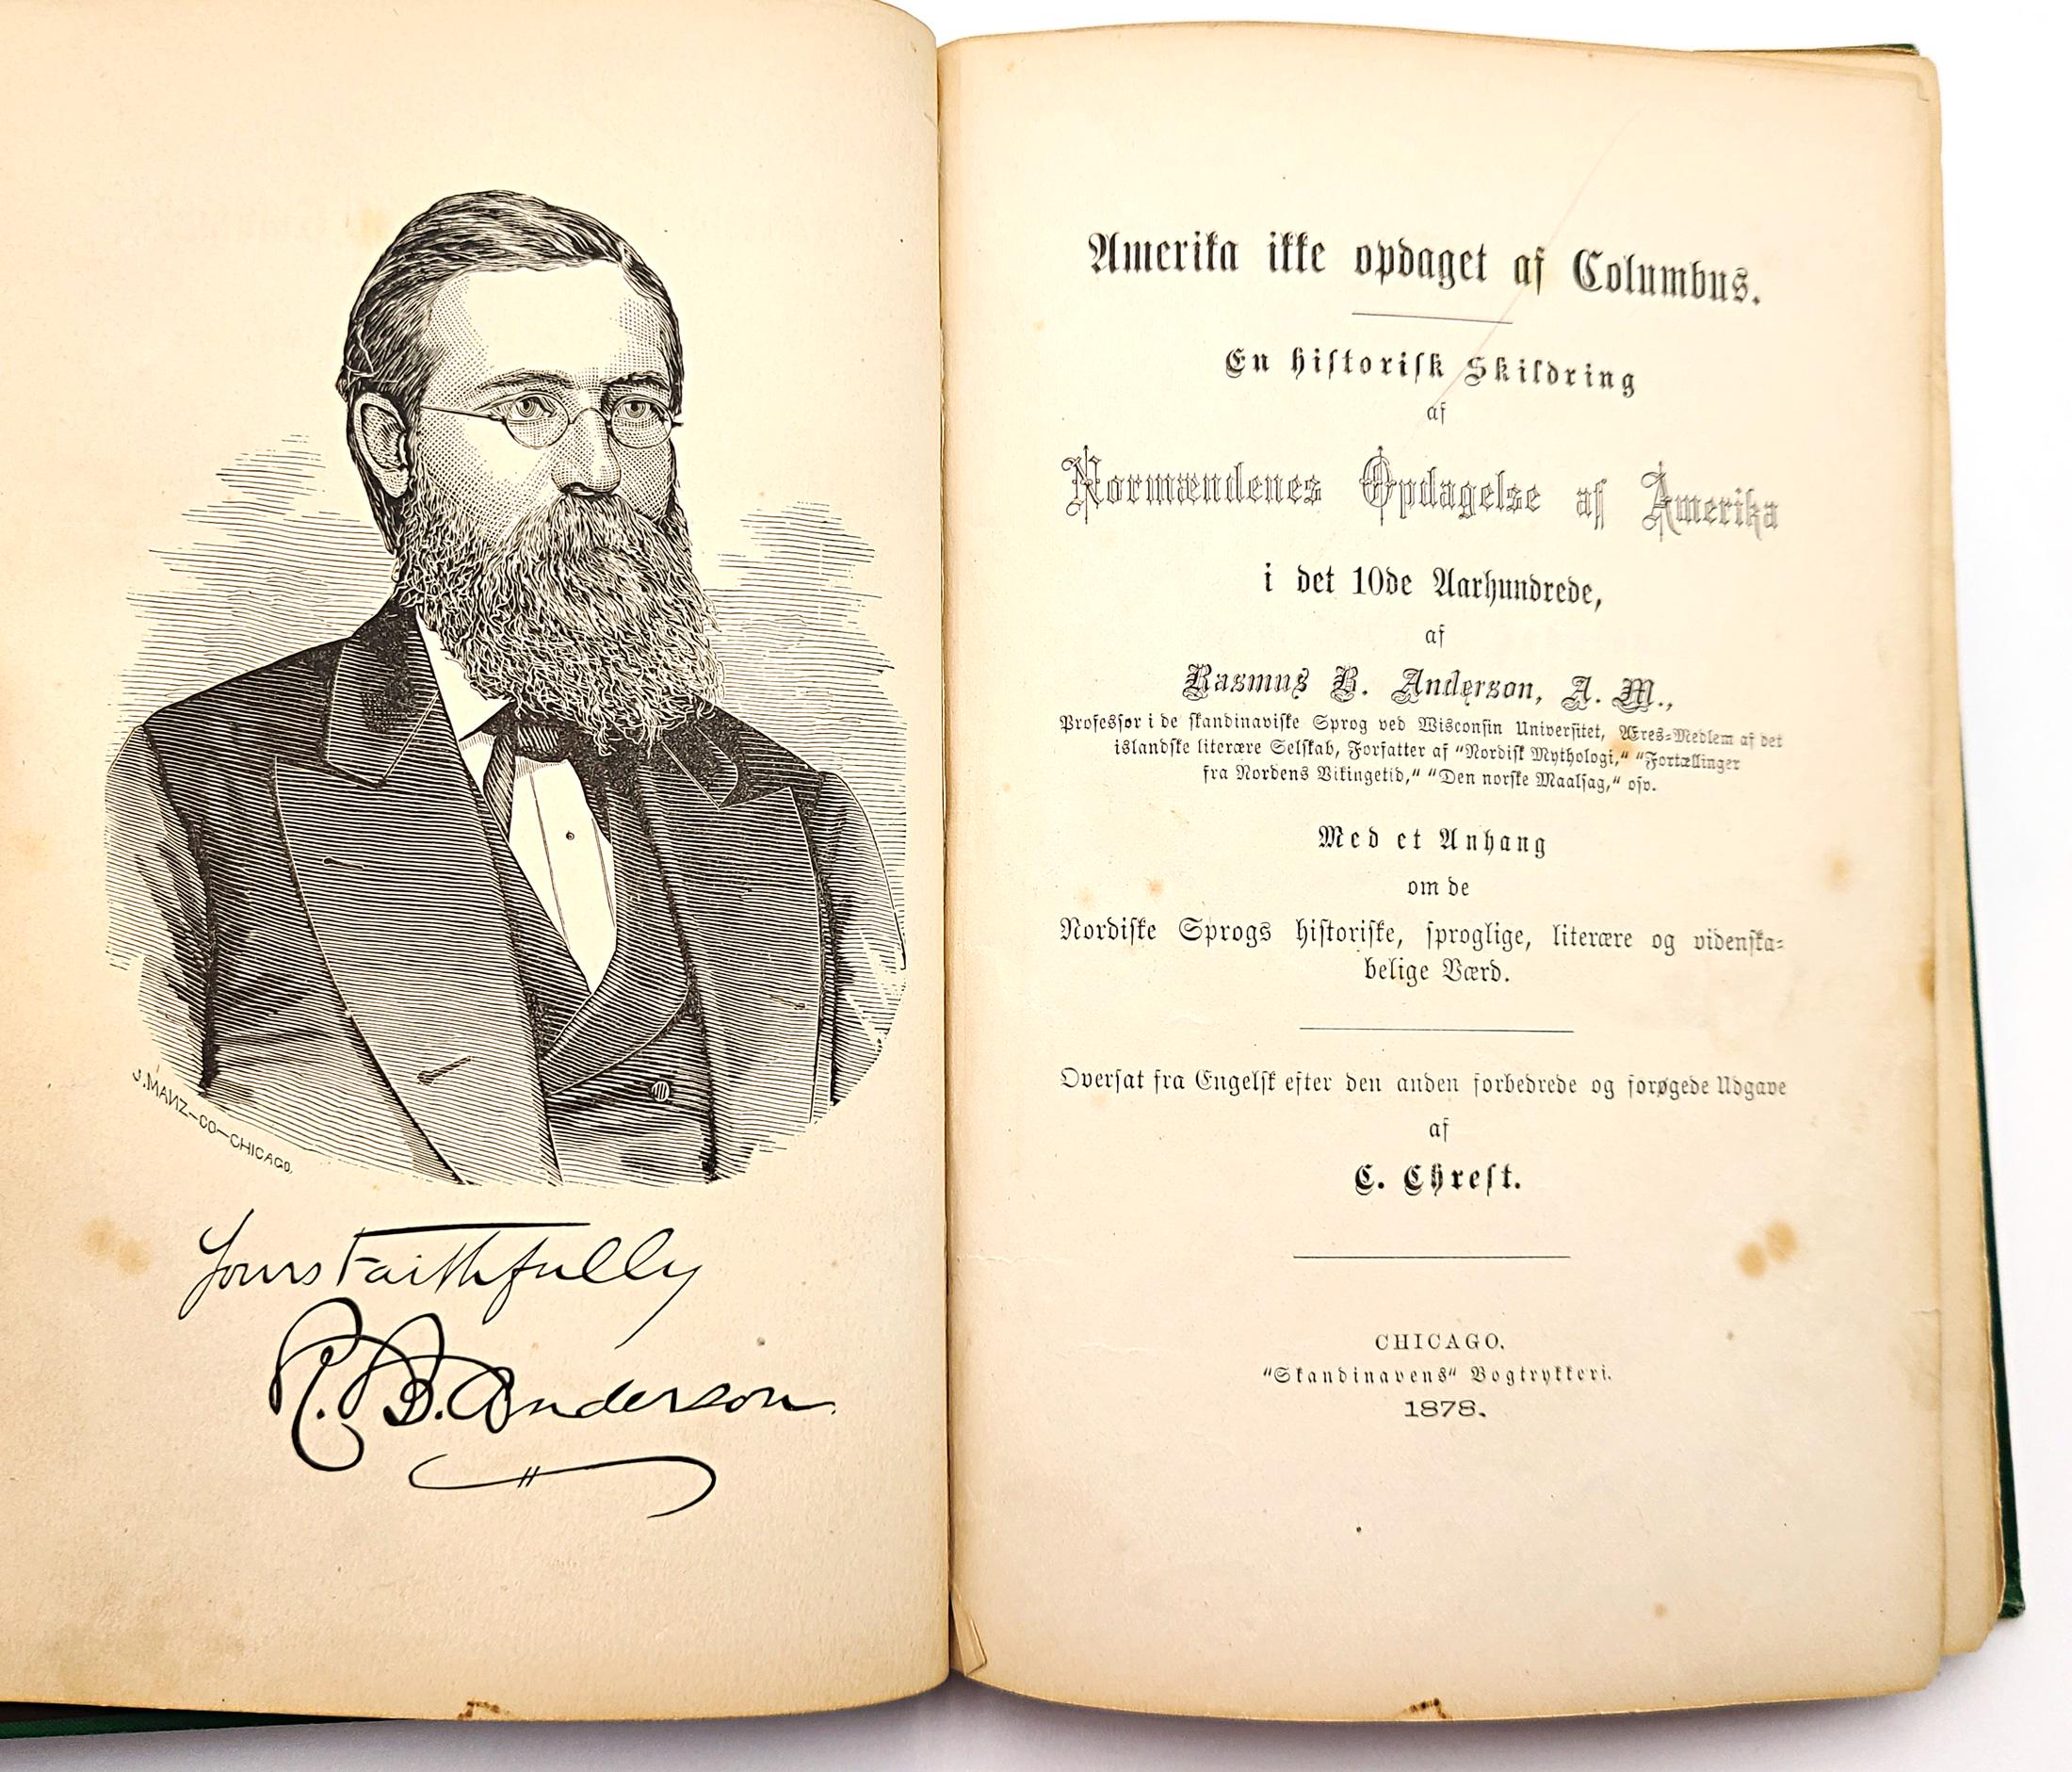 J. MANZ–CO–CHICAGO.
Yours Faithfully
R. B. Anderson.
Amerika ikke opdaget af Columbus.
En historisk Skildring
af
Normændenes Opdagelse af Amerika
i det 10de Aarhundrede,
af
Rasmus B. Anderson, A. M.,
Professor i de skandinaviske Sprog ved Wisconsin Universitet, Æres-Medlem af det
islandske literære Selskab, Forfatter af “Nordisk Mythologi,“ “Fortællinger
fra Nordens Vikingetid,“ “Den norske Maalsag,“ osv.
Med et Anhang
om de
Nordiske Sprogs historiske, sproglige, literære og videnska-
belige Værd.
Oversat fra Engelsk efter den anden forbedrede og forøgede Udgave
af
C. Chrest.
CHICAGO.
“Skandinavens“ Bogtrykkeri.
1878.